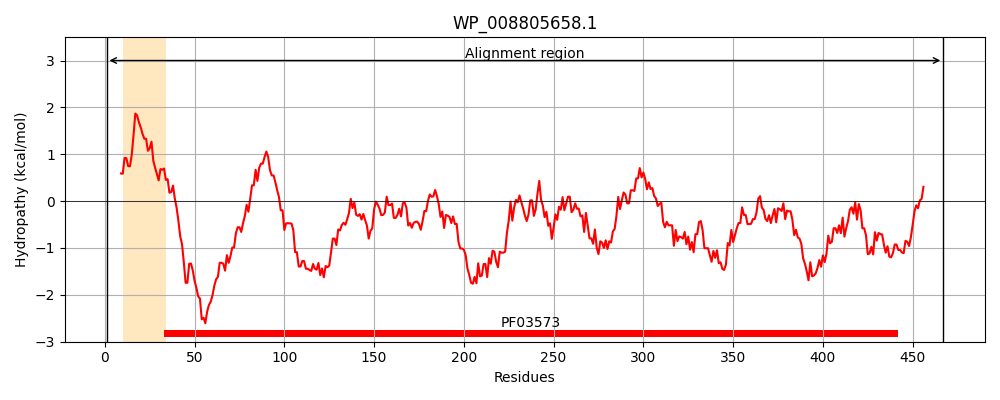 WP_008805658.1
Alignment region
3
2
1
0
−1
−2
−3
Hydropathy (kcal/mol)
PF03573
0 50 100 150 200 250 300 350 400 450
Residues